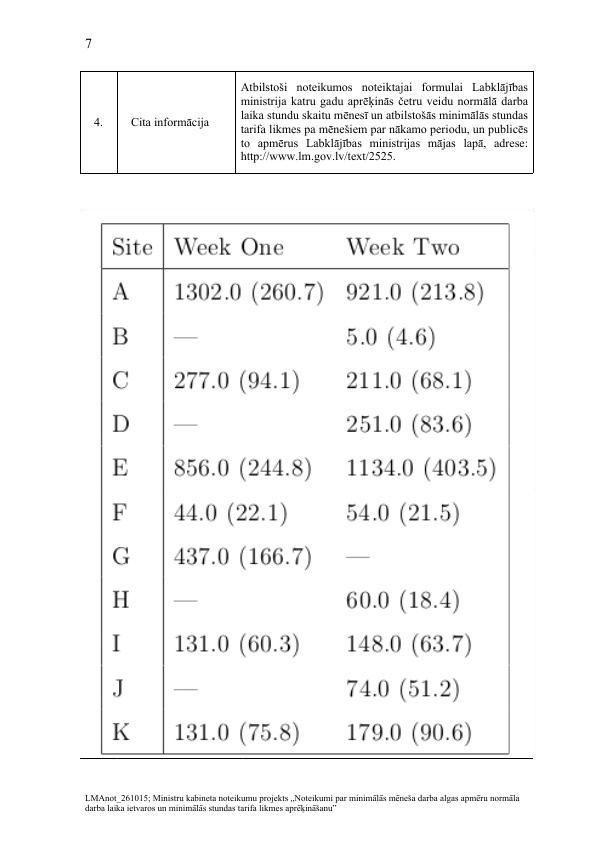 7
4.
Cita informācija
Atbilstoši noteikumos noteiktajai formulai Labklājības
ministrija katru gadu aprēķinās četru veidu normālā darba
laika stundu skaitu mēnesī un atbilstošās minimālās stundas
tarifa likmes pa mēnešiem par nākamo periodu, un publicēs
to apmērus Labklājības ministrijas mājas lapā, adrese:
http://www.lm.gov.lv/text/2525.
Site Week One Week Two
A 1302.0 (260.7) 921.0 (213.8)
B — 5.0 (4.6)
C 277.0 (94.1) 211.0 (68.1)
D — 251.0 (83.6)
E 856.0 (244.8) 1134.0 (403.5)
F 44.0 (22.1) 54.0 (21.5)
G 437.0 (166.7) —
H — 60.0 (18.4)
I 131.0 (60.3) 148.0 (63.7)
J — 74.0 (51.2)
K 131.0 (75.8) 179.0 (90.6)
LMAnot_261015; Ministru kabineta noteikumu projekts „Noteikumi par minimālās mēneša darba algas apmēru normāla
darba laika ietvaros un minimālās stundas tarifa likmes aprēķināšanu”